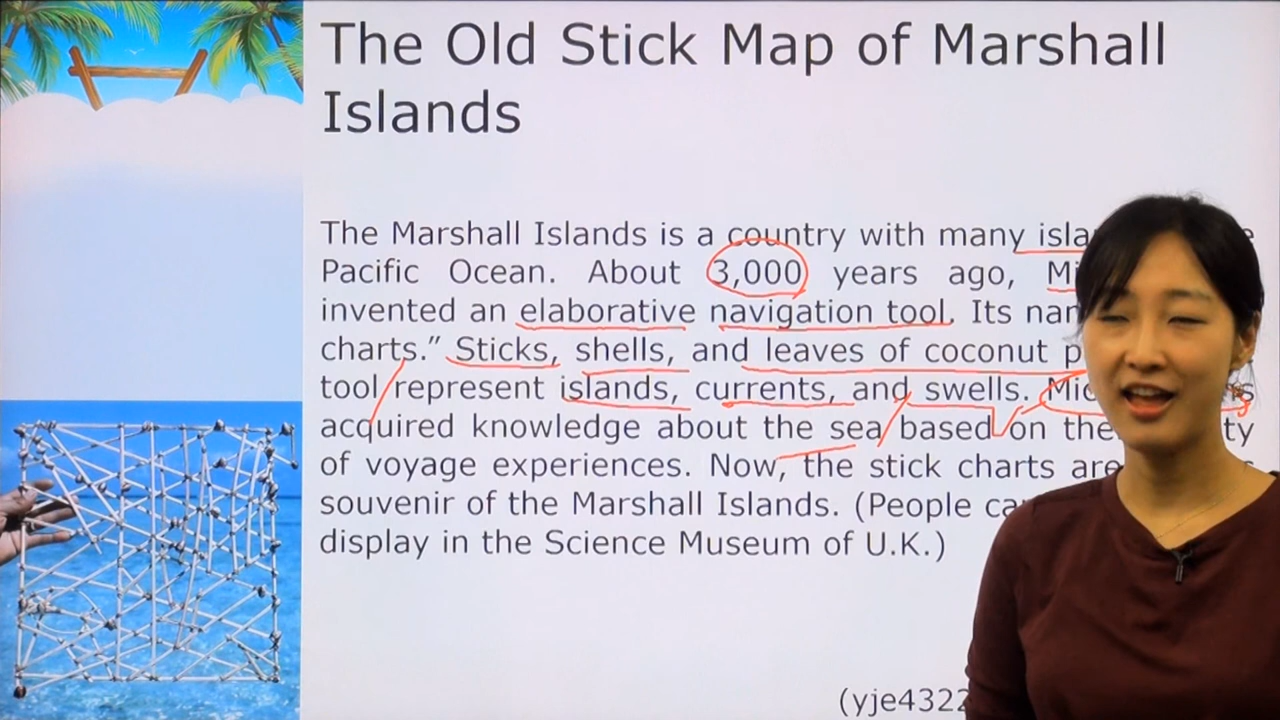 The Old Stick Map of Marshall
Islands
The Marshall Islands is a country with many
Pacific Ocean. About 3,000 years ago,
invented an elaborative navigation tool. Its
charts.” Sticks, shells, and leaves of coconut
tool represent islands, currents, and swells.
acquired knowledge about the sea based on
of voyage experiences. Now, the stick charts are
souvenir of the Marshall Islands. (People
display in the Science Museum of U.K.)